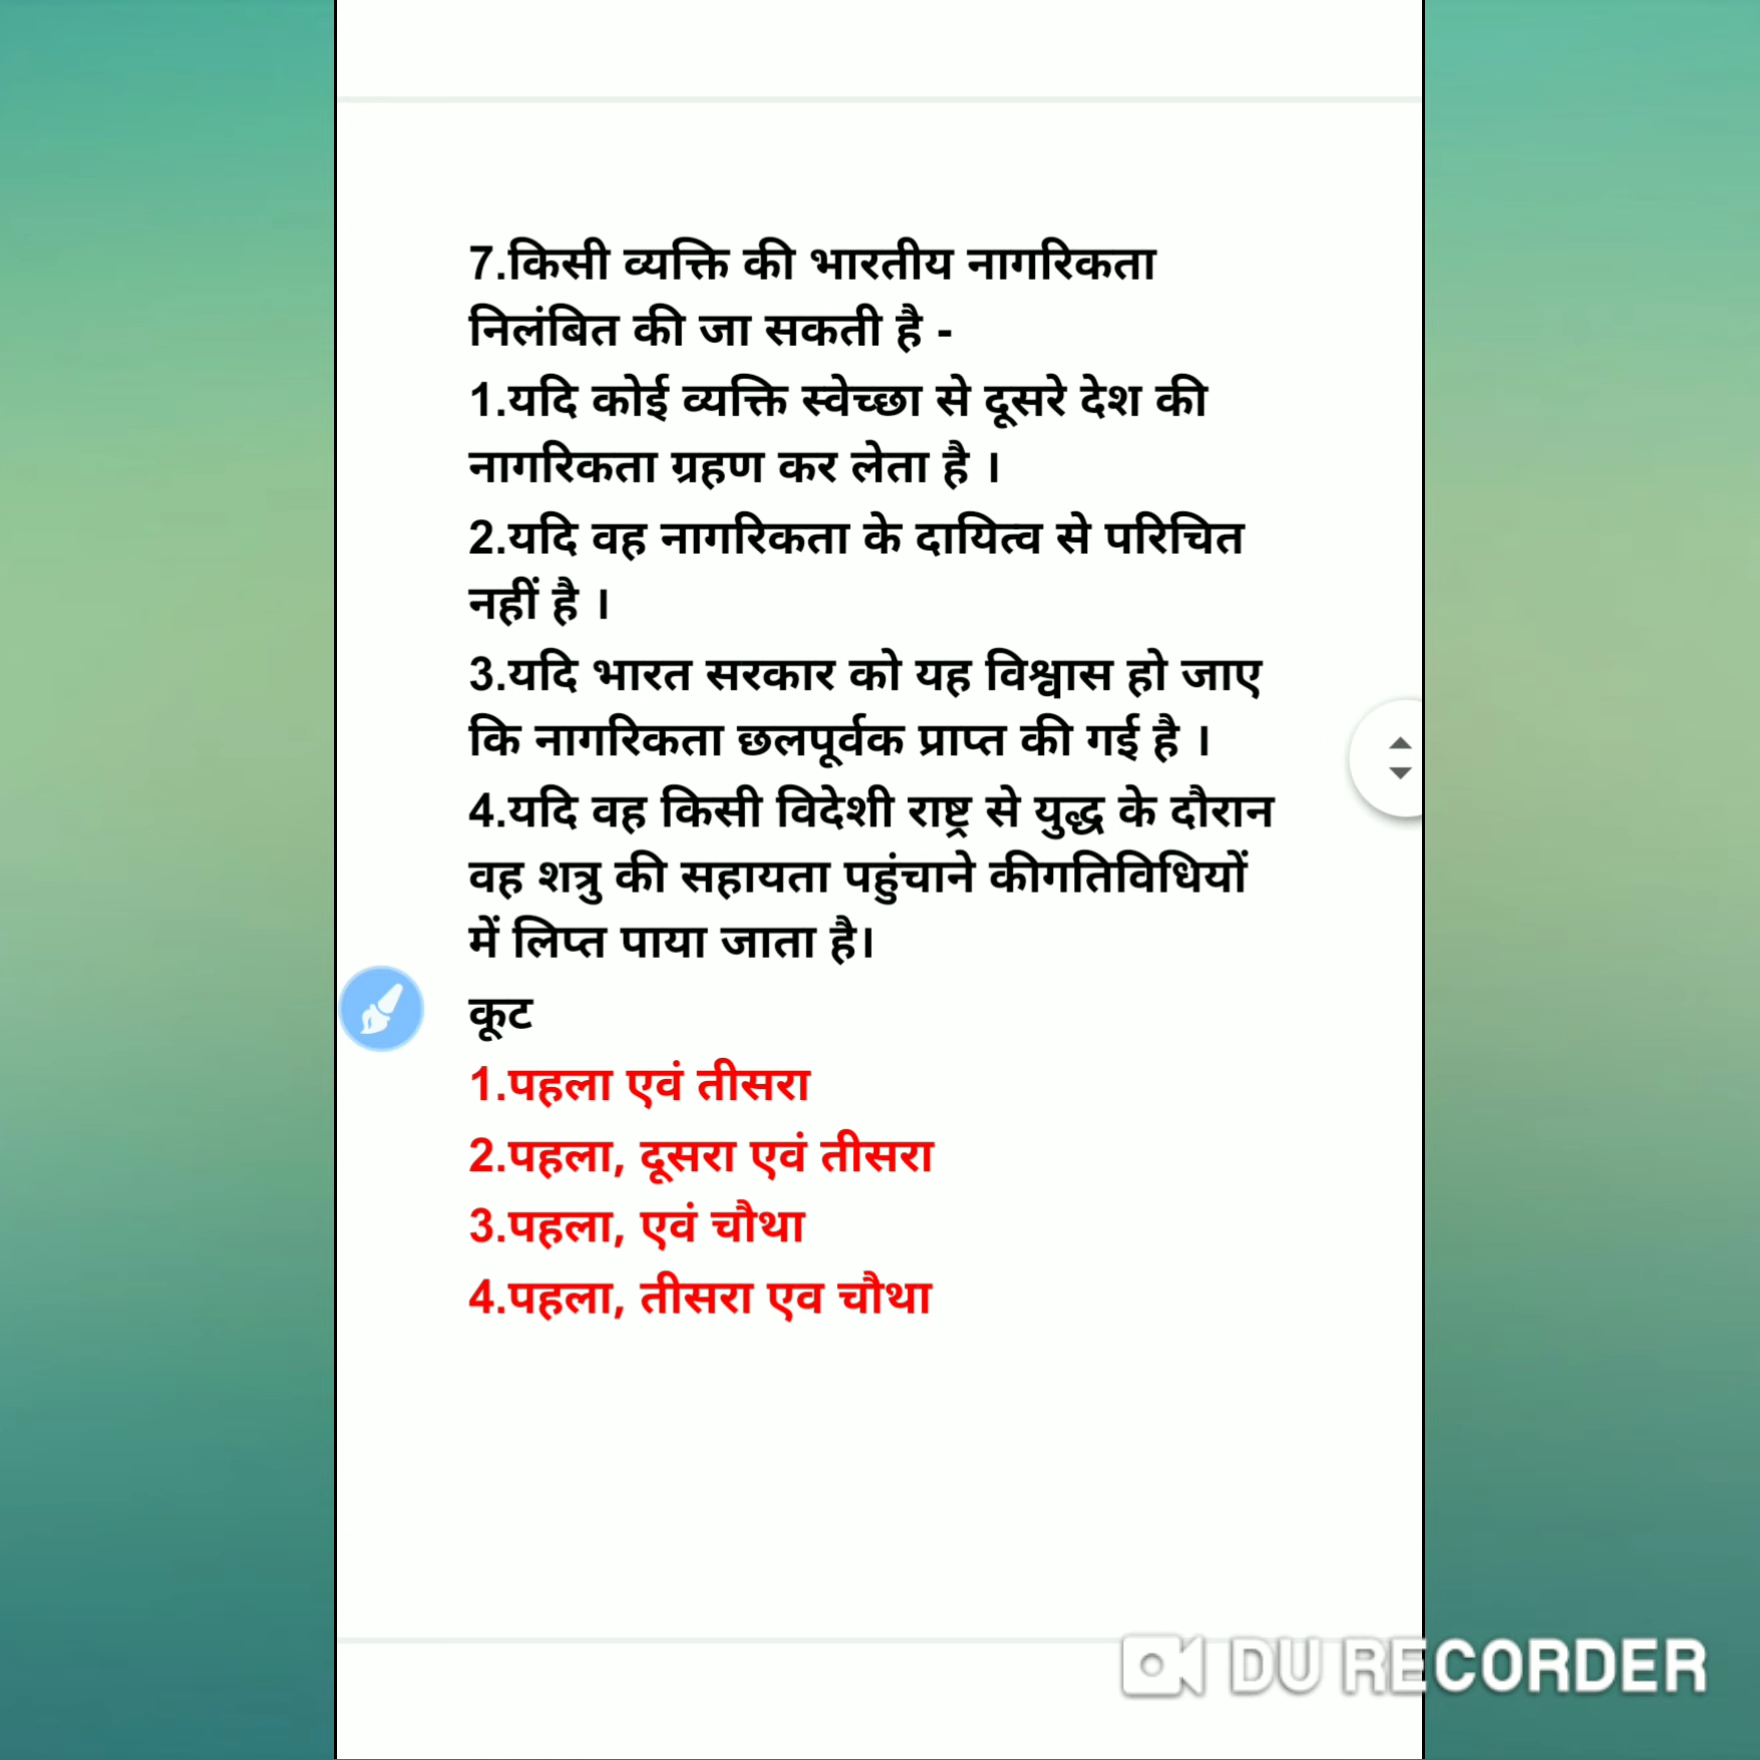 7.किसी व्यक्ति की भारतीय नागरिकता
निलंबित की जा सकती है -
1.यदि कोई व्यक्ति स्वेच्छा से दूसरे देश की
नागरिकता ग्रहण कर लेता है ।
2.यदि वह नागरिकता के दायित्व से परिचित
नहीं है ।
3.यदि भारत सरकार को यह विश्वास हो जाए
कि नागरिकता छलपूर्वक प्राप्त की गई है ।
4.यदि वह किसी विदेशी राष्ट्र से युद्ध के दौरान
वह शत्रु की सहायता पहुंचाने कीगतिविधियों
में लिप्त पाया जाता है।
कूट
1.पहला एवं तीसरा
2.पहला, दूसरा एवं तीसरा
3.पहला, एवं चौथा
4.पहला, तीसरा एव चौथा
DU RECORDER